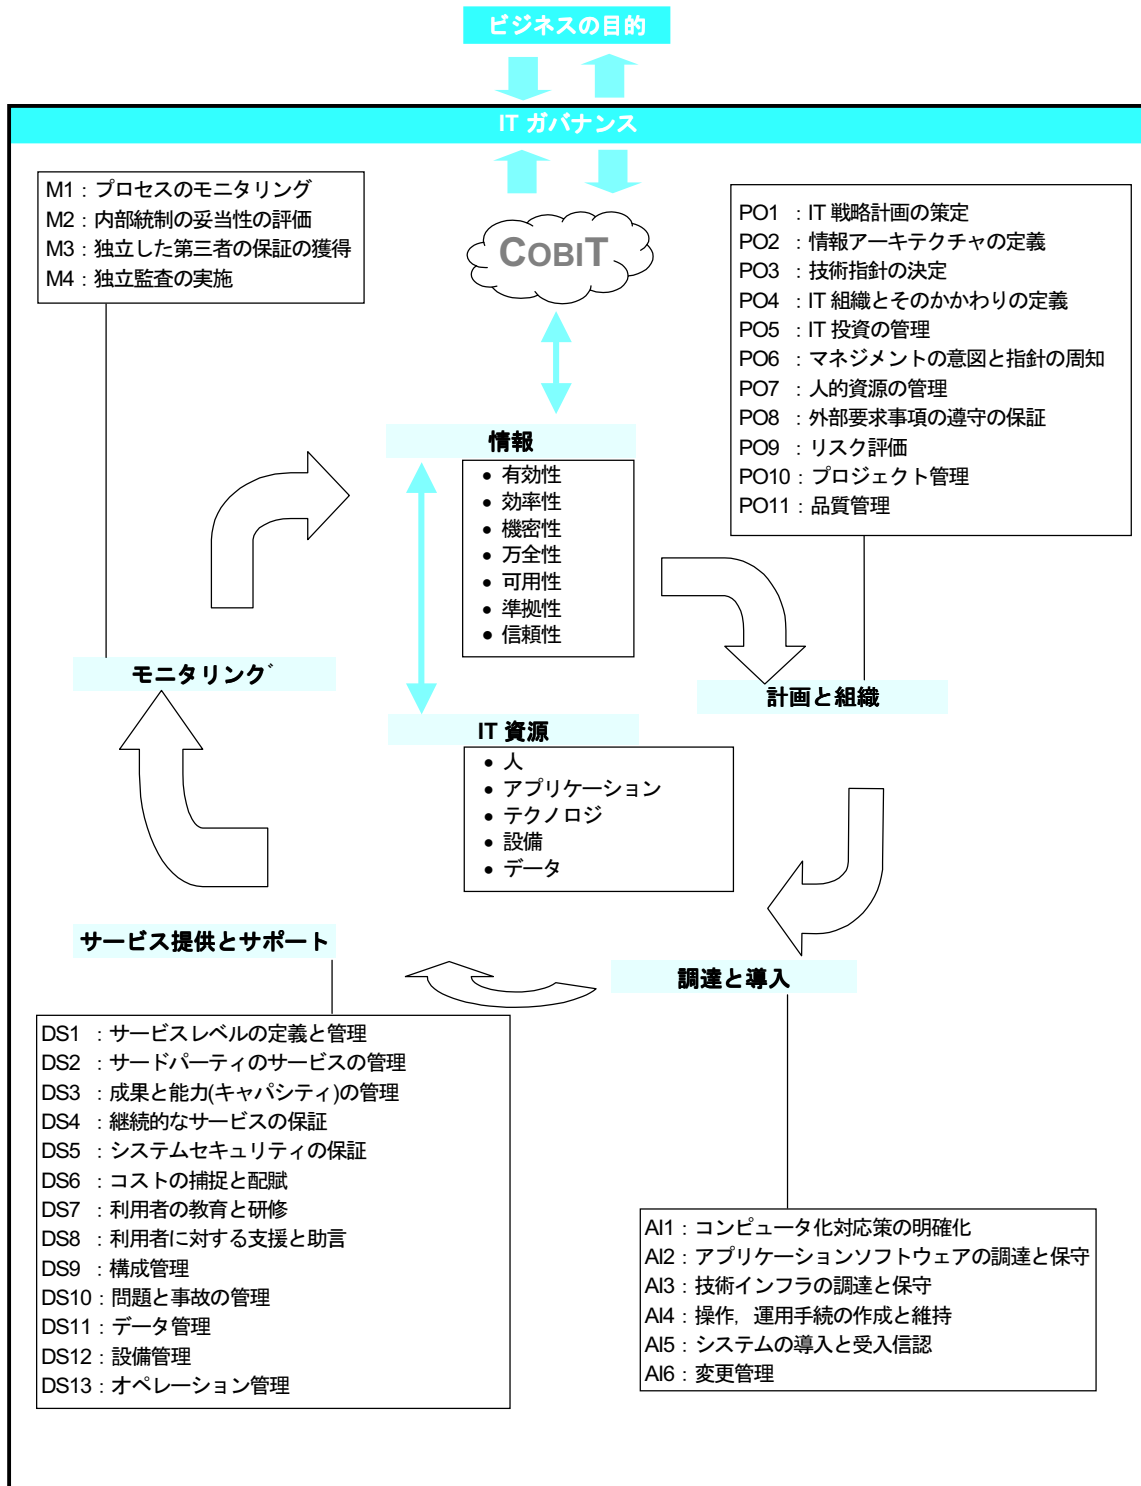 ビジネスの目的
IT ガバナンス
M1：プロセスのモニタリング
M2：内部統制の妥当性の評価
M3：独立した第三者の保証の獲得
M4：独立監査の実施
COBIT
PO1 ：IT 戦略計画の策定
PO2 ：情報アーキテクチャの定義
PO3 ：技術指針の決定
PO4 ：IT 組織とそのかかわりの定義
PO5 ：IT 投資の管理
PO6 ：マネジメントの意図と指針の周知
PO7 ：人的資源の管理
PO8 ：外部要求事項の遵守の保証
PO9 ：リスク評価
PO10：プロジェクト管理
PO11：品質管理
情報
• 有効性
• 効率性
• 機密性
• 万全性
• 可用性
• 準拠性
• 信頼性
モニタリング
計画と組織
IT 資源
• 人
• アプリケーション
• テクノロジ
• 設備
• データ
サービス提供とサポート
調達と導入
DS1 ：サービスレベルの定義と管理
DS2 ：サードパーティのサービスの管理
DS3 ：成果と能力(キャパシティ)の管理
DS4 ：継続的なサービスの保証
DS5 ：システムセキュリティの保証
DS6 ：コストの捕捉と配賦
DS7 ：利用者の教育と研修
DS8 ：利用者に対する支援と助言
DS9 ：構成管理
DS10：問題と事故の管理
DS11：データ管理
DS12：設備管理
DS13：オペレーション管理
AI1：コンピュータ化対応策の明確化
AI2：アプリケーションソフトウェアの調達と保守
AI3：技術インフラの調達と保守
AI4：操作，運用手続の作成と維持
AI5：システムの導入と受入信認
AI6：変更管理